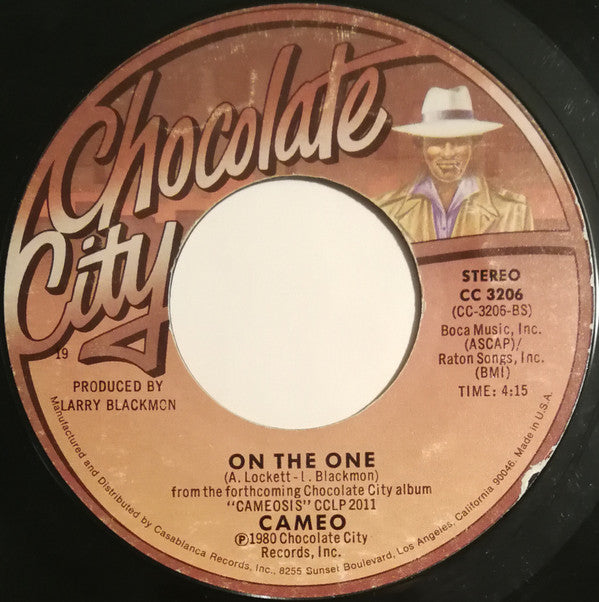 Chocolate
City
STEREO
CC 3206
(CC-3206-BS)
Boca Music, Inc.
(ASCAP)/
Raton Songs, Inc.
(BMI)
TIME: 4:15
19
PRODUCED BY
LARRY BLACKMON
ON THE ONE
(A. Lockett-L. Blackmon)
from the forthcoming Chocolate City album
"CAMEOSIS" CCLP 2011
CAMEO
Ⓟ1980 Chocolate City
Records, Inc.
Manufactured and Distributed by Casablanca Records, Inc., 8255 Sunset Boulevard, Los Angeles, California 90046, Made in U.S.A.